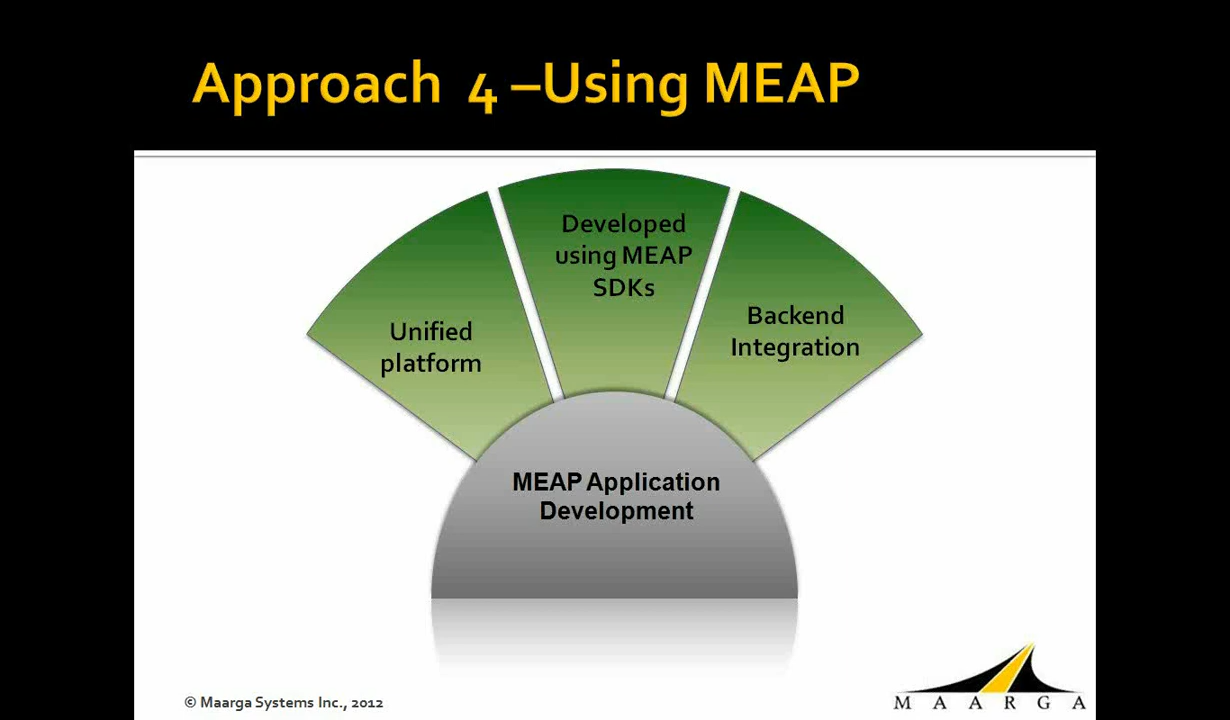 Approach 4 –Using MEAP
Developed
using MEAP
SDKs
Unified
platform
Backend
Integration
MEAP Application
Development
© Maarga Systems Inc., 2012
MAARGA